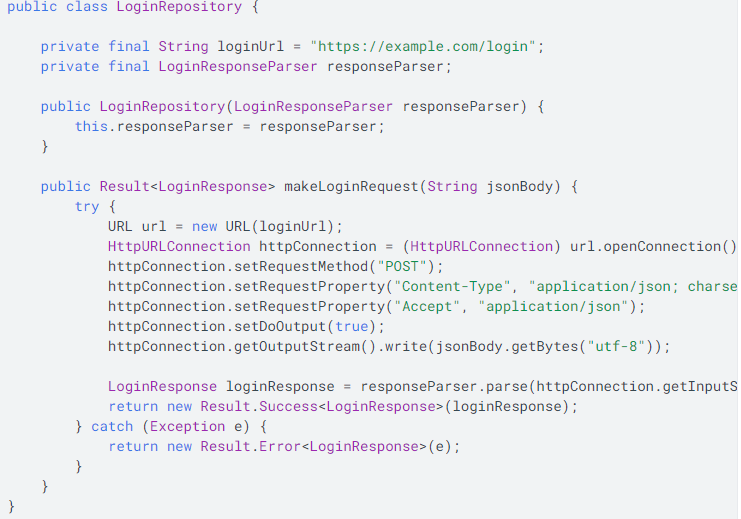 public class LoginRepository {
private final String loginUrl = "https://example.com/login";
private final LoginResponseParser responseParser;
public LoginRepository(LoginResponseParser responseParser) {
this.responseParser = responseParser;
}
public Result<LoginResponse> makeLoginRequest(String jsonBody) {
try {
URL url = new URL(loginUrl);
HttpURLConnection httpConnection = (HttpURLConnection) url.openConnection()
httpConnection.setRequestMethod("POST");
httpConnection.setRequestProperty("Content-Type", "application/json; charse
httpConnection.setRequestProperty("Accept", "application/json");
httpConnection.setDoOutput(true);
httpConnection.getOutputStream().write(jsonBody.getBytes("utf-8"));
LoginResponse loginResponse = responseParser.parse(httpConnection.getInputS
return new Result.Success<LoginResponse>(loginResponse);
} catch (Exception e) {
return new Result.Error<LoginResponse>(e);
}
}
}